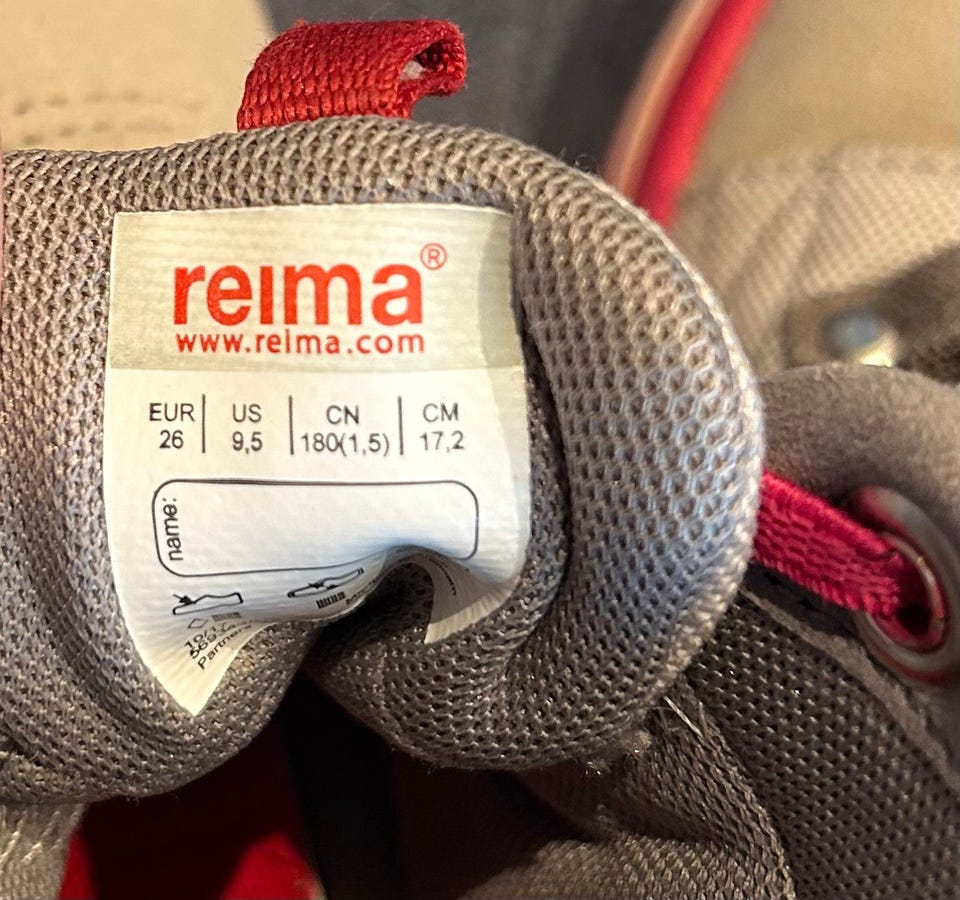 reima®
www.reima.com
EUR | US | CN | CM
26 | 9,5 | 180(1,5) | 17,2
name: